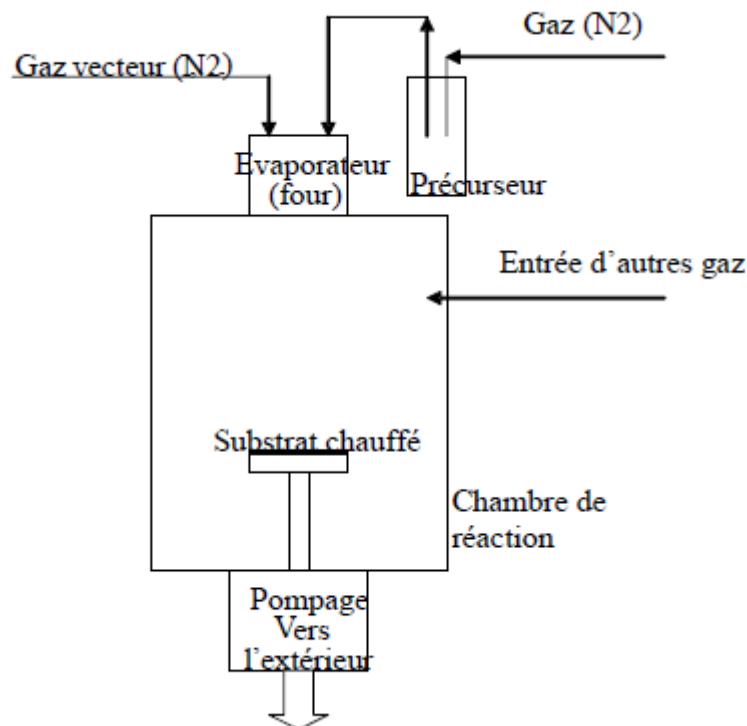 Gaz (N2)
Gaz vecteur (N2)
Evaporateur
(four)
Précurseur
Entrée d'autres gaz
Substrat chauffé
Chambre de
réaction
Pompage
Vers
l'extérieur